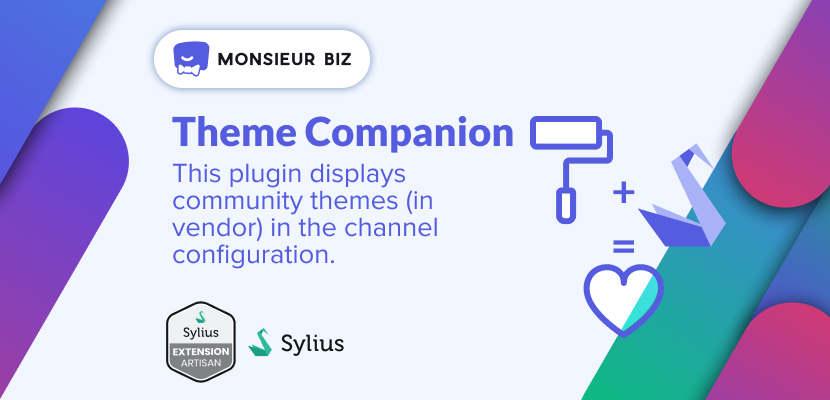 MONSIEUR BIZ
Theme Companion
This plugin displays
community themes (in
vendor) in the channel
configuration.
+
=
Sylius
EXTENSION
ARTISAN
Sylius